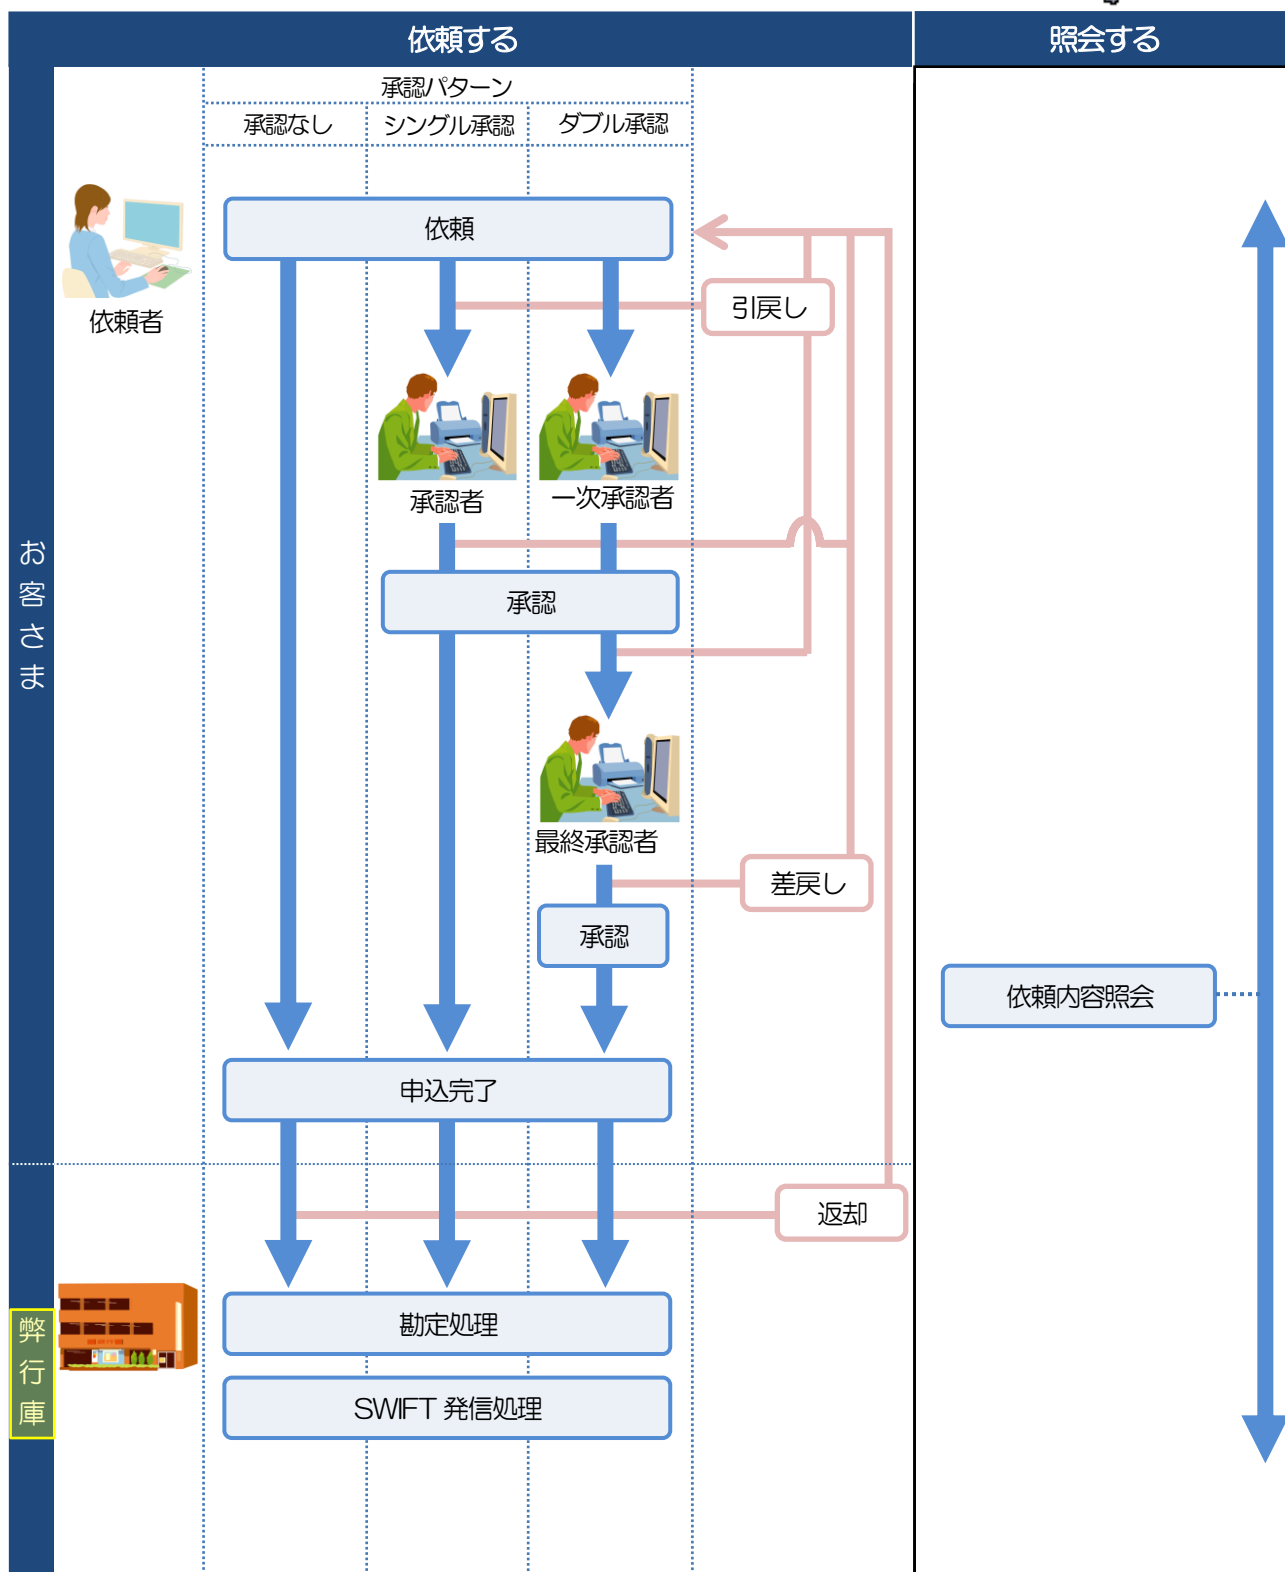 依頼する
照会する
承認パターン
承認なし
シングル承認
ダブル承認
依頼
依頼者
引戻し
承認者
一次承認者
お客さま
承認
最終承認者
差戻し
承認
依頼内容照会
申込完了
返却
弊行庫
勘定処理
SWIFT 発信処理